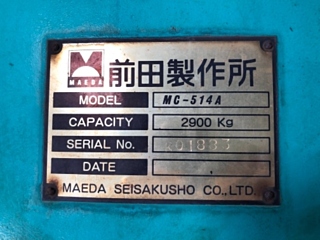 MAEDA 前田製作所
MODEL MC-514A
CAPACITY 2900 Kg
SERIAL No.
DATE
MAEDA SEISAKUSHO CO.,LTD.